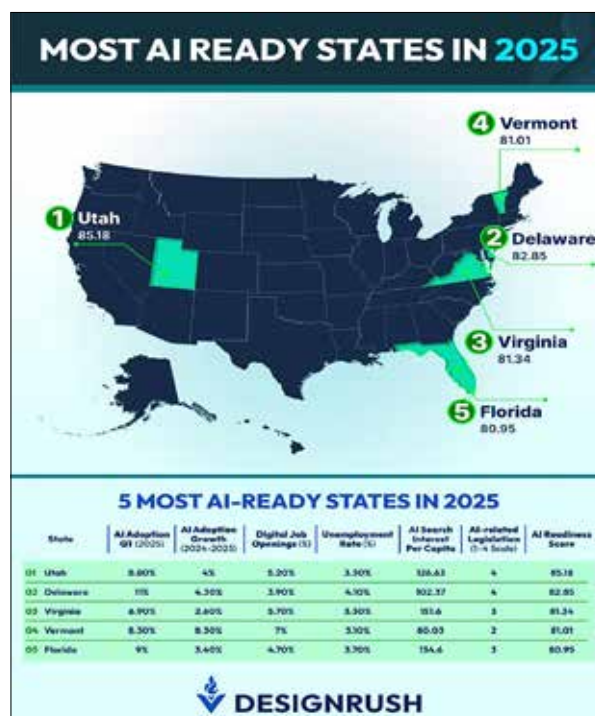 MOST AI READY STATES IN 2025
4 Vermont
81.01
1 Utah
85.18
2 Delaware
82.85
3 Virginia
81.34
5 Florida
80.95
5 MOST AI-READY STATES IN 2025
State AI Adoption Q1 (2025) AI Adoption Growth (2024-2025) Digital Job Openings (%) Unemployment Rate (%) AI Search Interest Per Capita AI-related Legislation (1-4 Scale) AI Readiness Score
01 Utah 4% 5.20% 126.63 4 85.18
02 Delaware 11% 4.30% 3.90% 4.10% 102.37 4 82.85
03 Virginia 6.90% 2.60% 5.70% 3.30% 151.6 3 81.34
04 Vermont 8.30% 8.30% 7% 3.10% 80.03 2 81.01
05 Florida 9% 3.40% 4.70% 3.70% 134.6 3 80.95
DESIGNRUSH